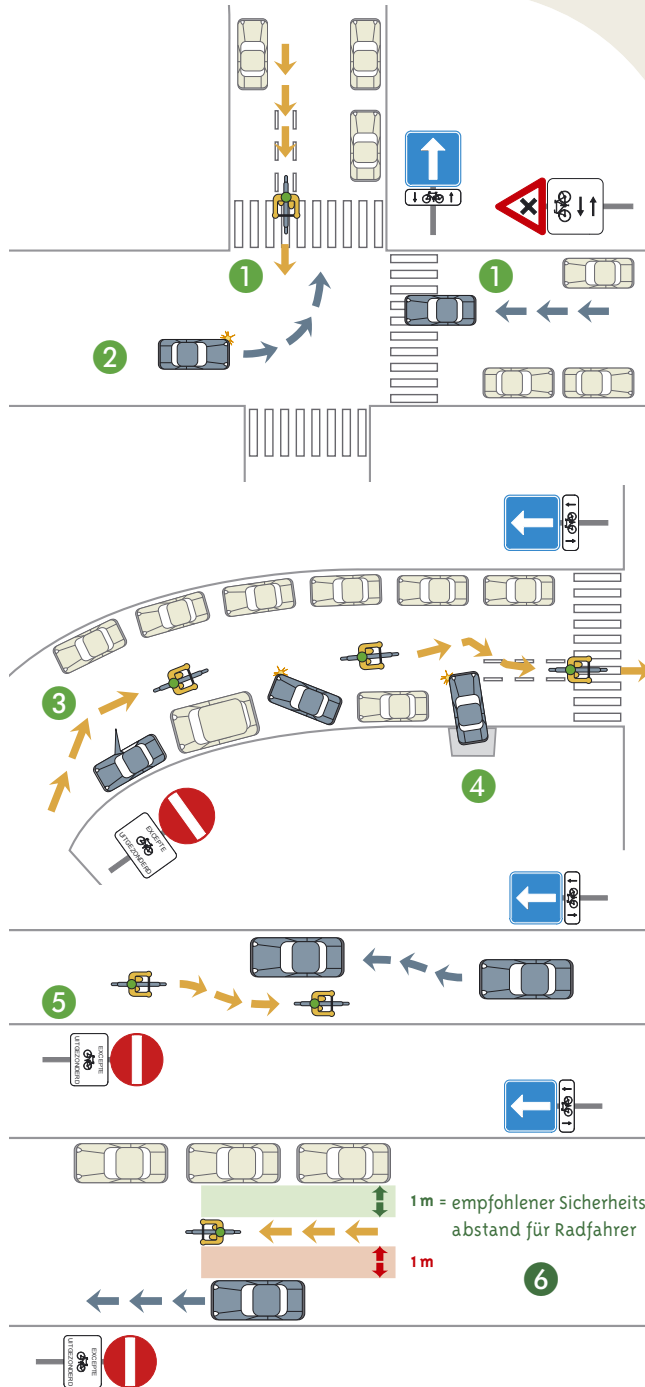 1
1
2
3
EXCEPTE
UITGEZONDERD
4
5
EXCEPTE
UITGEZONDERD
1 m = empfohlener Sicherheits
abstand für Radfahrer
1 m
6
EXCEPTE
UITGEZONDERD